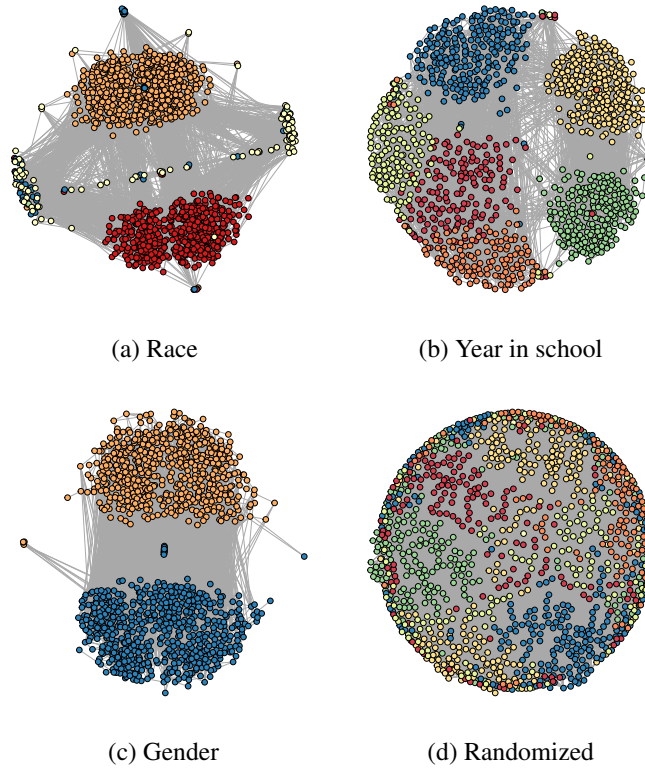 (a) Race
(b) Year in school
(c) Gender
(d) Randomized